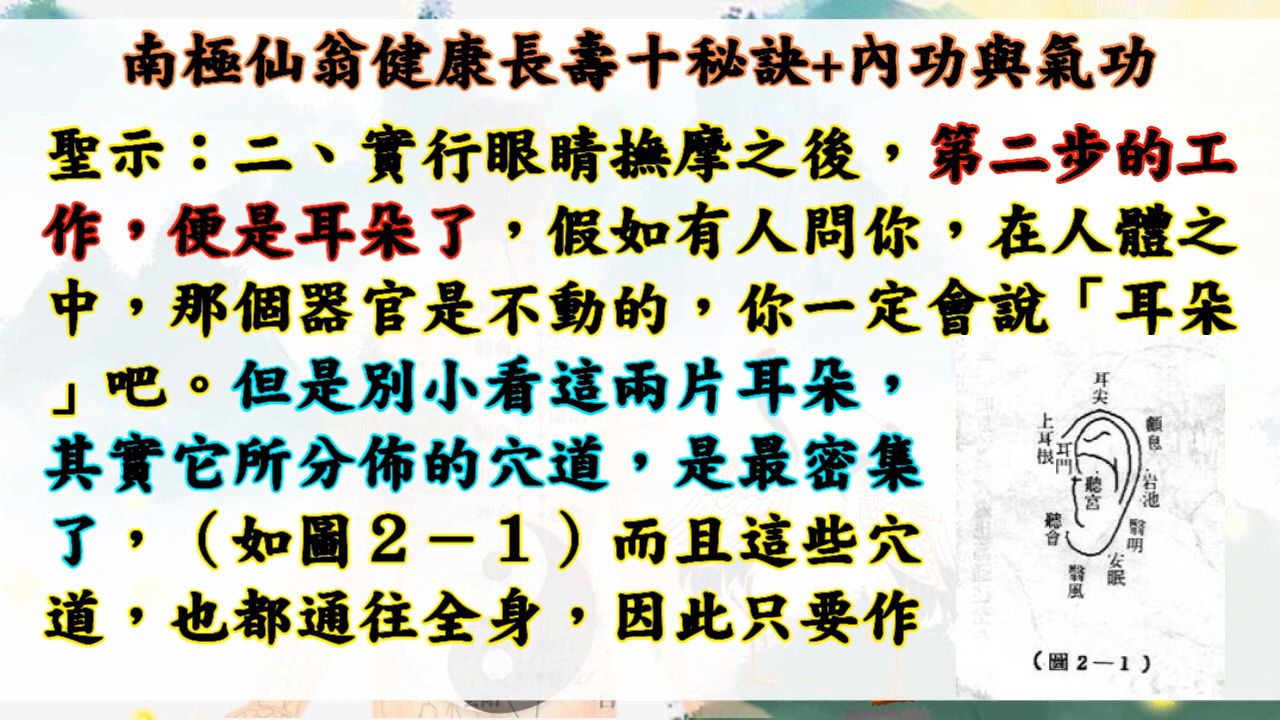 南極仙翁健康長壽十秘訣+內功與氣功
聖示：二、實行眼睛撫摩之後，第二步的工
作，便是耳朵了，假如有人問你，在人體之
中，那個器官是不動的，你一定會說「耳朵
」吧。但是別小看這兩片耳朵，
其實它所分佈的穴道，是最密集
了，（如圖２－１）而且這些穴
道，也都通往全身，因此只要作
耳尖
上耳根
耳門
聽宮
聽會
翳風
顱息
岩池
翳明
安眠
（圖２－１）